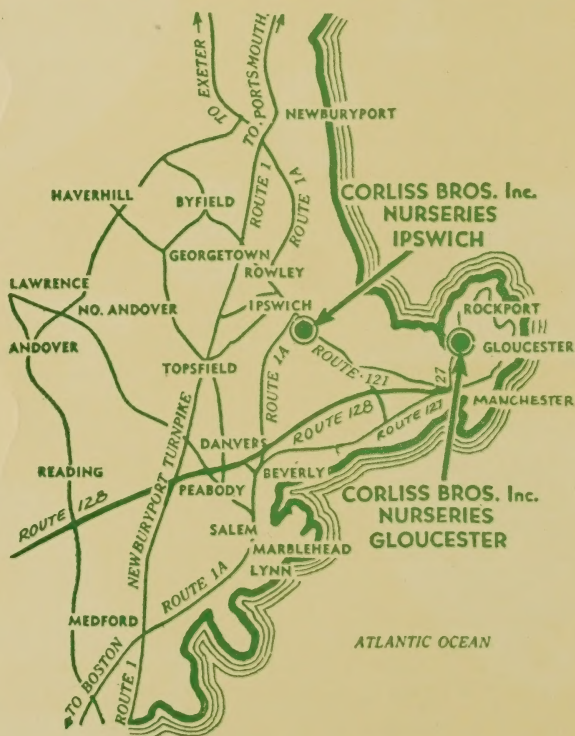 TO EXETER
TO PORTSMOUTH
NEWBURYPORT
ROUTE 1
ROUTE 1A
HAVERHILL
BYFIELD
CORLISS BROS. Inc.
NURSERIES
IPSWICH
GEORGETOWN
ROWLEY
LAWRENCE
NO. ANDOVER
IPSWICH
ROCKPORT
ANDOVER
GLOUCESTER
TOPSFIELD
ROUTE 1A
ROUTE-121
127
MANCHESTER
ROUTE 128
ROUTE 127
DANVERS
READING
NEWBURYPORT TURNPIKE
BEVERLY
PEABODY
ROUTE 128
CORLISS BROS. Inc.
NURSERIES
GLOUCESTER
SALEM
MARBLEHEAD
LYNN
ROUTE 1A
MEDFORD
ATLANTIC OCEAN
TO BOSTON
ROUTE 1